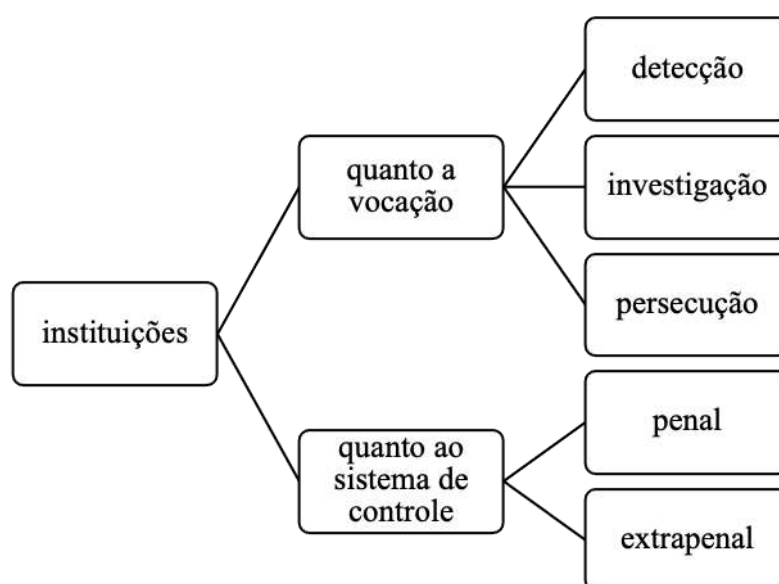 detecção
quanto a
vocação
investigação
persecução
instituições
penal
quanto ao
sistema de
controle
extrapenal